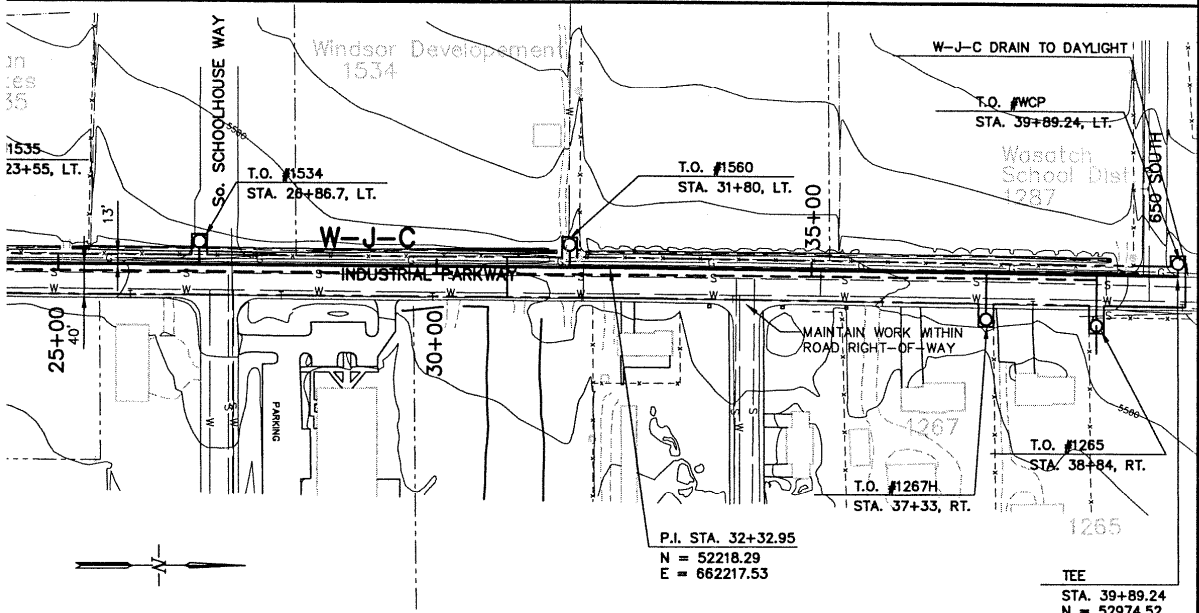 Windsor Developement
1534
So. SCHOOLHOUSE WAY
5580
1535
23+55, LT.
T.O. #1534
STA. 26+86.7, LT.
T.O. #1560
STA. 31+80, LT.
W-J-C DRAIN TO DAYLIGHT
T.O. #WCP
STA. 39+89.24, LT.
Wasatch
School Dist
1287
650 SOUTH
13'
W-J-C
35+00
INDUSTRIAL PARKWAY
25+00
40'
30+00
MAINTAIN WORK WITHIN
ROAD RIGHT-OF-WAY
PARKING
5580
1267
T.O. #1265
STA. 38+84, RT.
T.O. #1267H
STA. 37+33, RT.
1265
P.I. STA. 32+32.95
N = 52218.29
E = 662217.53
N
TEE
STA. 39+89.24
N = 52974.52